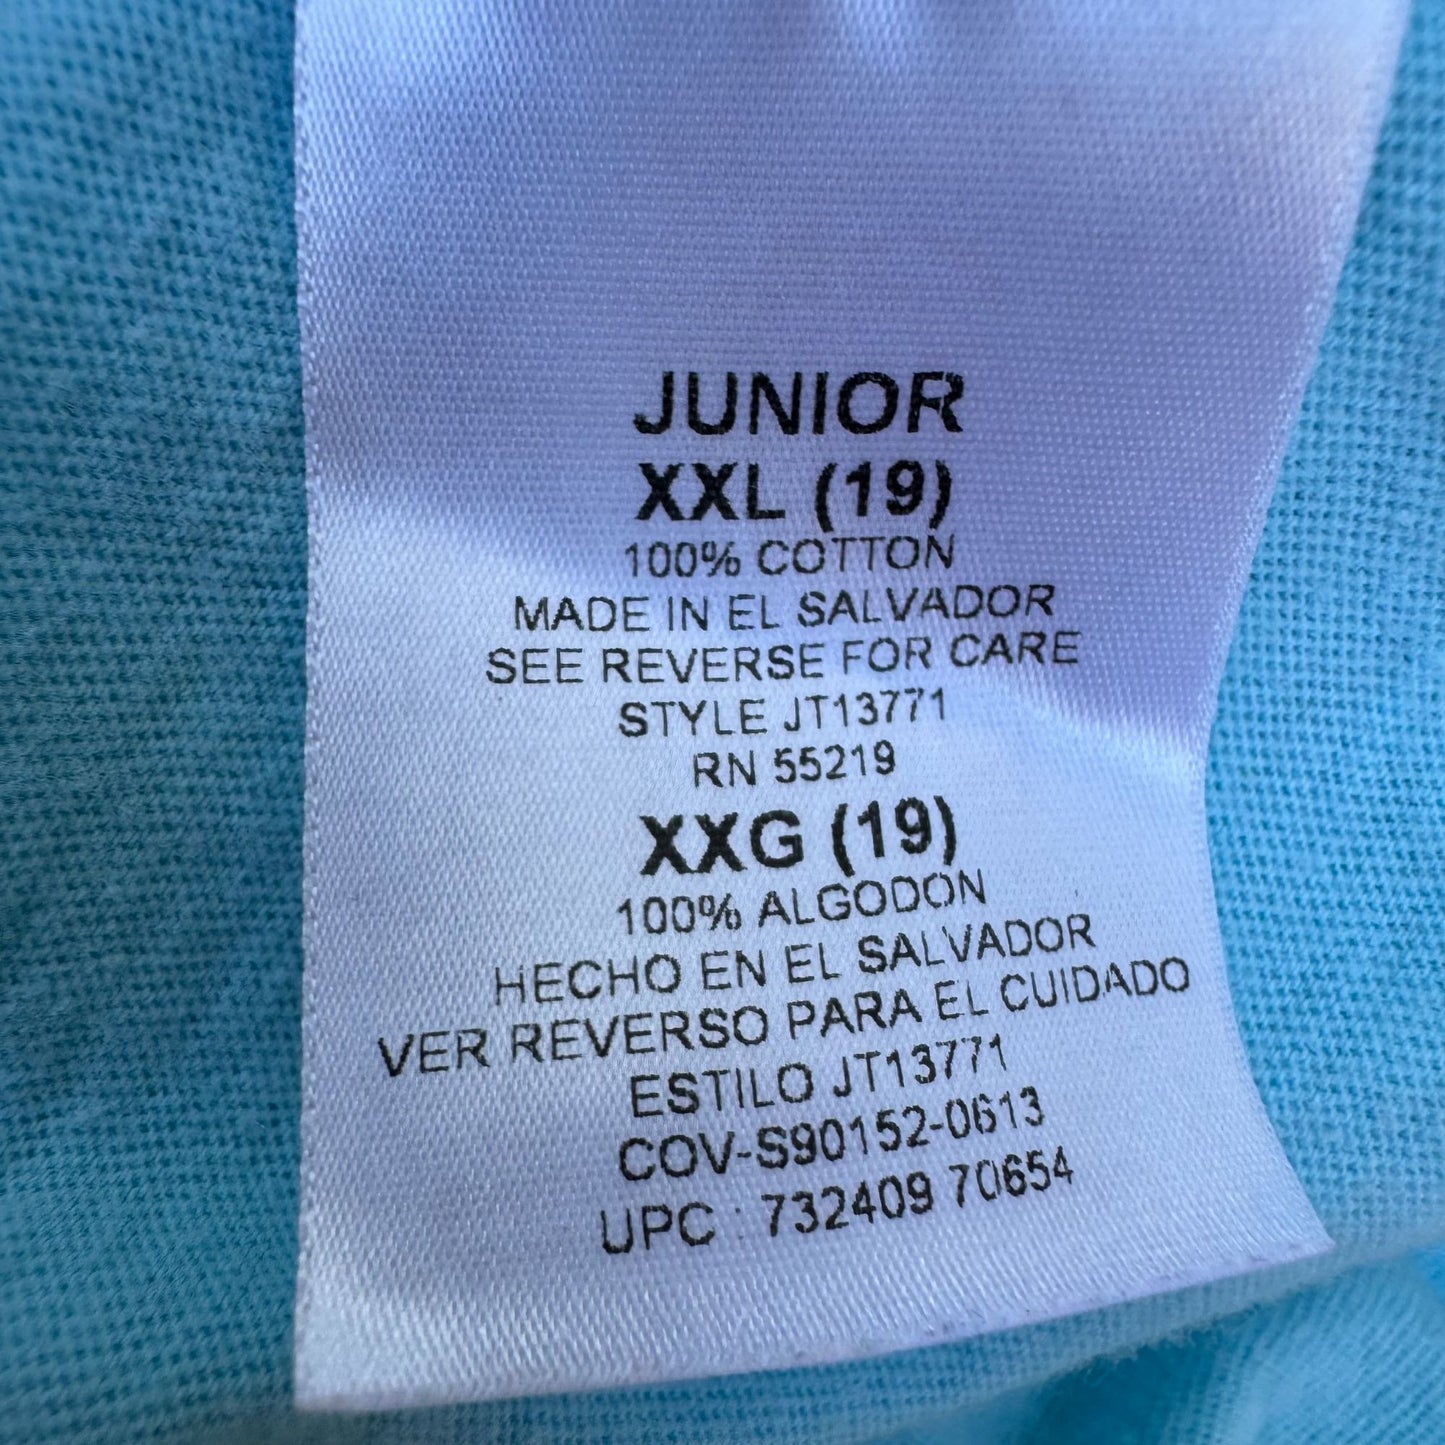 JUNIOR
XXL (19)
100% COTTON
MADE IN EL SALVADOR
SEE REVERSE FOR CARE
STYLE JT13771
RN 55219
XXG (19)
100% ALGODON
HECHO EN EL SALVADOR
VER REVERSO PARA EL CUIDADO
ESTILO JT13771
COV-S90152-0613
UPC : 732409 70654